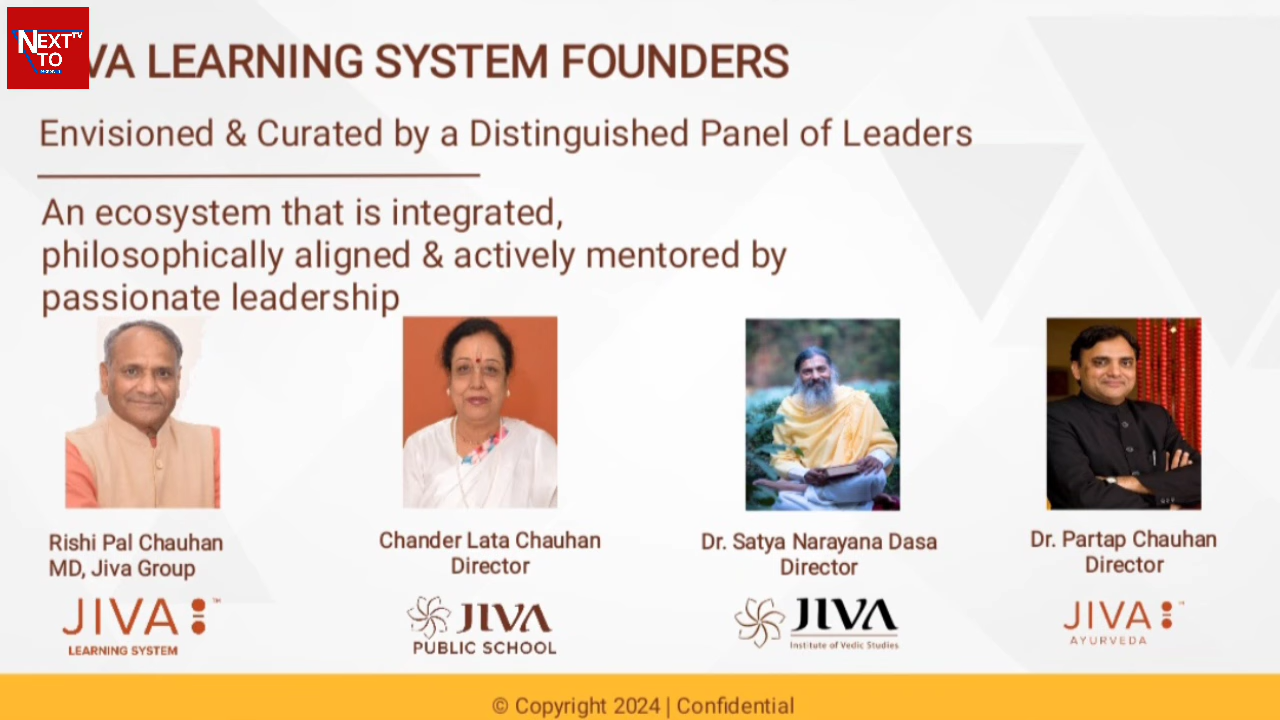 NEXT TV
TO
VA LEARNING SYSTEM FOUNDERS
Envisioned & Curated by a Distinguished Panel of Leaders
An ecosystem that is integrated,
philosophically aligned & actively mentored by
passionate leadership
Rishi Pal Chauhan
MD, Jiva Group
JIVA ™
LEARNING SYSTEM
Chander Lata Chauhan
Director
JIVA
PUBLIC SCHOOL
Dr. Satya Narayana Dasa
Director
JIVA
Institute of Vedic Studies
Dr. Partap Chauhan
Director
JIVA ™
AYURVEDA
© Copyright 2024 | Confidential